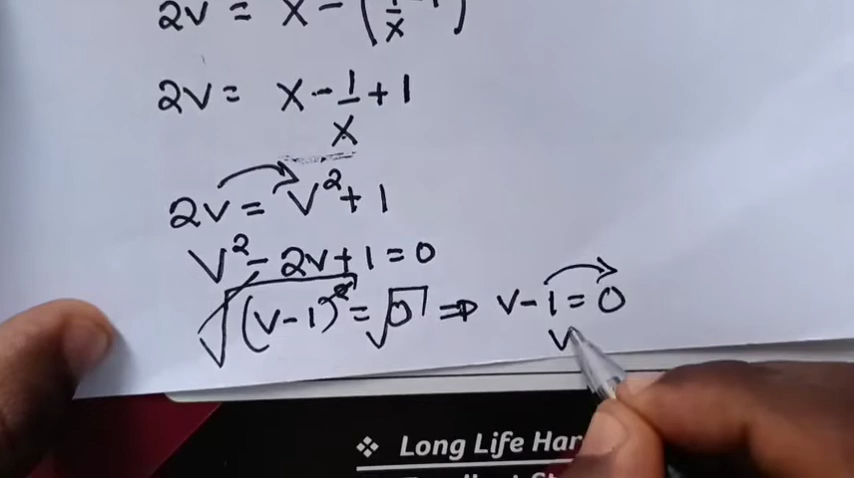 2V = X - (1/X - 1)
2V = X - 1/X + 1
2V = V² + 1
V² - 2V + 1 = 0
√(V-1)² = √0 ⇒ V - 1 = 0
V
❖ Long Life Har